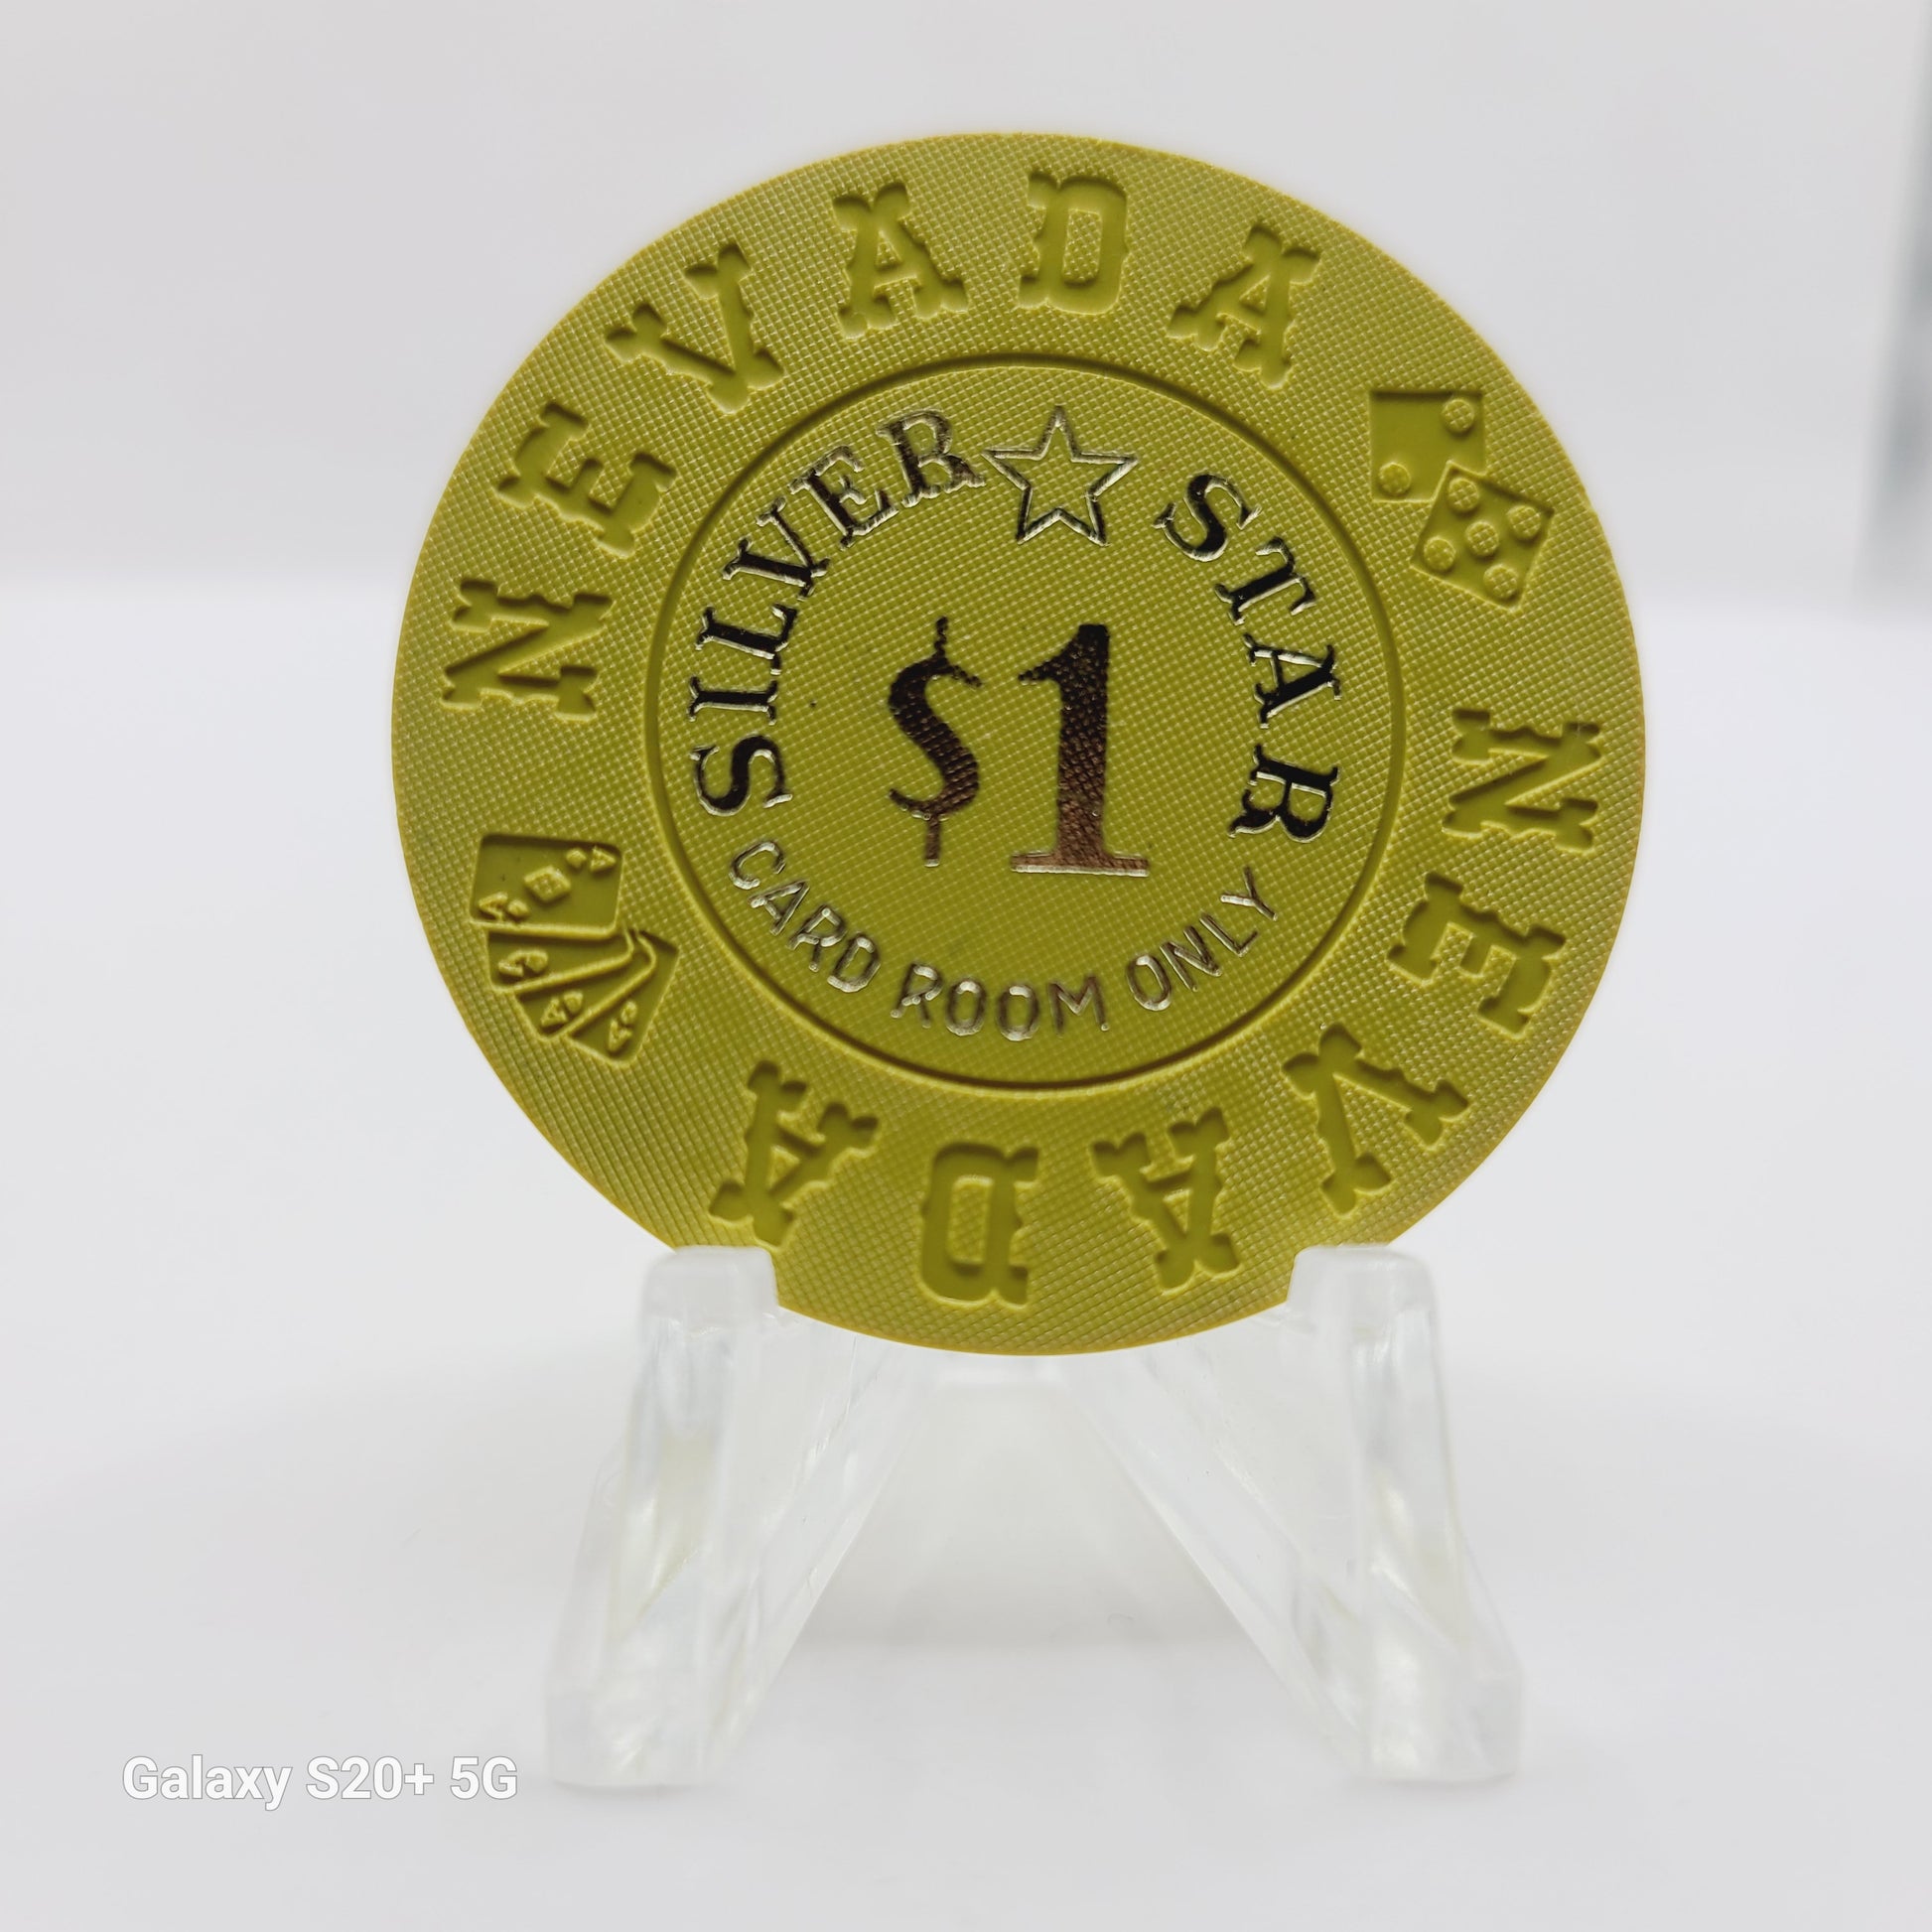 NEVADA
NEVADA
SILVER STAR
$1
CARD ROOM ONLY
Galaxy S20+ 5G